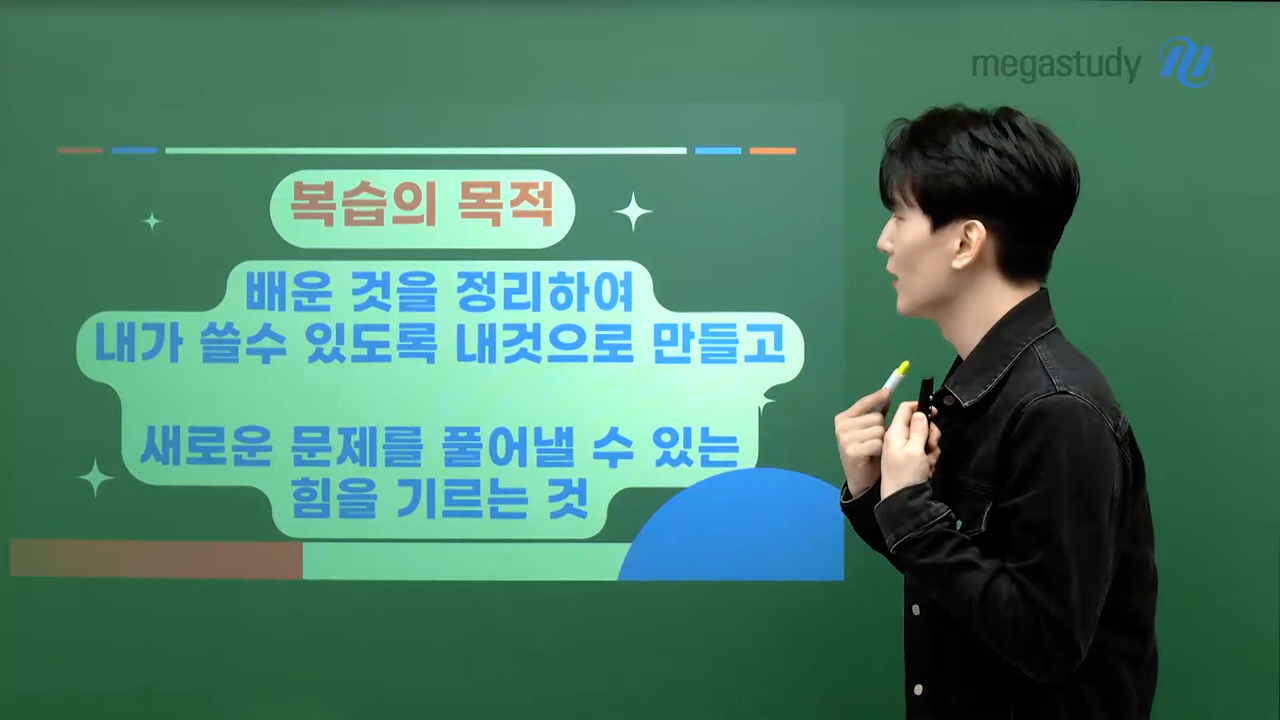 megastudy
복습의 목적
배운 것을 정리하여
내가 쓸수 있도록 내것으로 만들고
새로운 문제를 풀어낼 수 있는
힘을 기르는 것